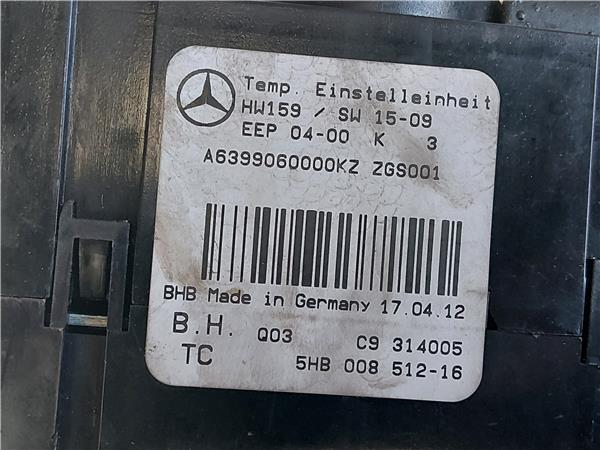 Temp. Einstelleinheit
HW159 / SW 15-09
EEP 04-00 K 3
A6399060000KZ ZGS001
BHB Made in Germany 17.04.12
B.H. Q03 C9 314005
TC 5HB 008 512-16